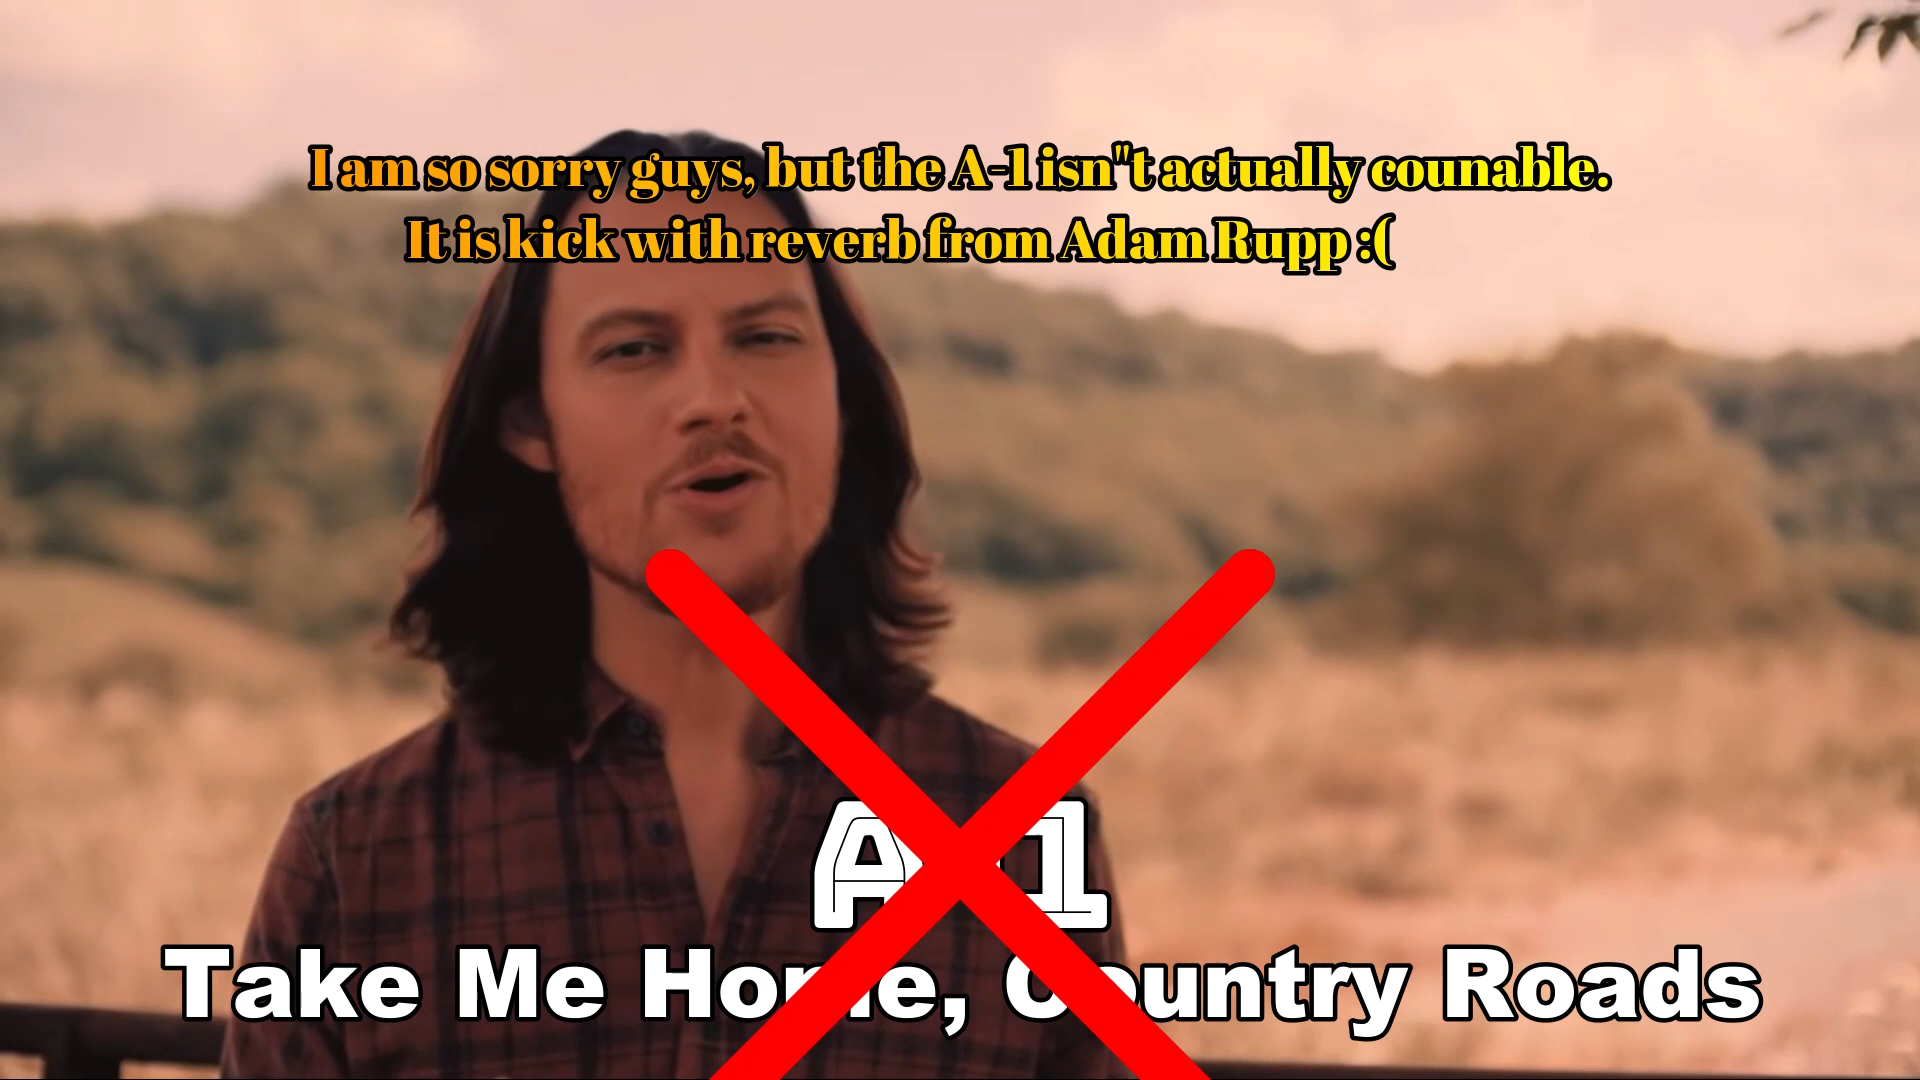 I am so sorry guys, but the A-1 isn"t actually counable.
It is kick with reverb from Adam Rupp :(
A-1
Take Me Home, Country Roads